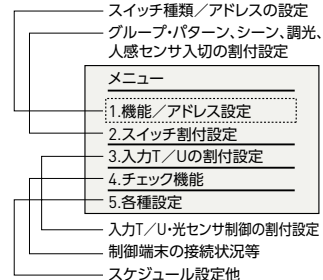 スイッチ種類／アドレスの設定
グループ・パターン、シーン、調光、
人感センサ入切の割付設定
メニュー
1.機能／アドレス設定
2.スイッチ割付設定
3.入力T／Uの割付設定
4.チェック機能
5.各種設定
入力T／U・光センサ制御の割付設定
制御端末の接続状況等
スケジュール設定他